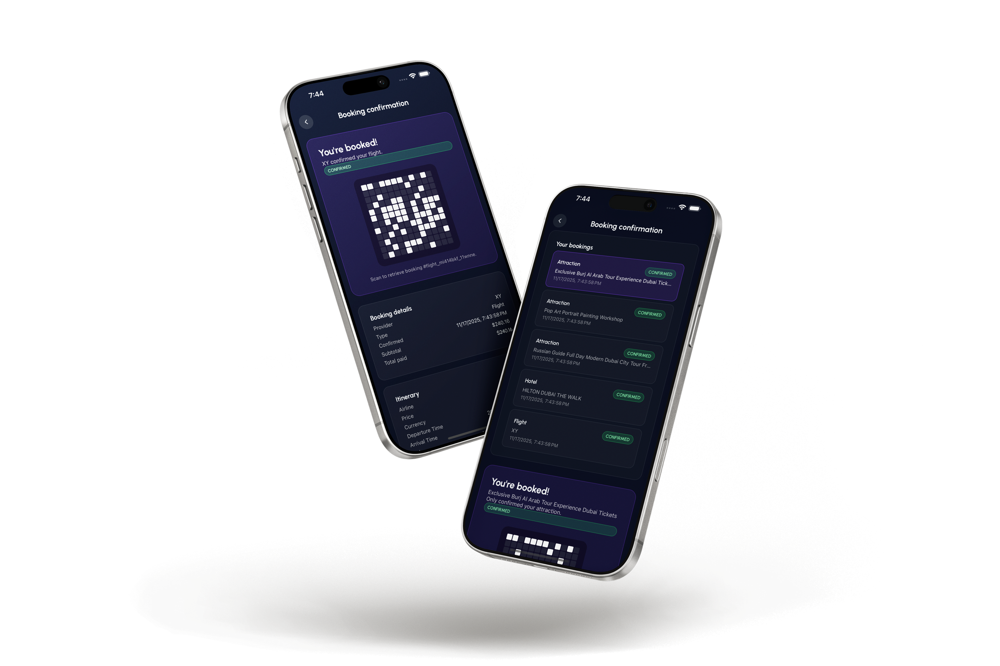 7:44
Booking confirmation
You're booked!
XY confirmed your flight.
CONFIRMED
Scan to retrieve booking #flight_mi414bkf_11wnne.
Booking details
Provider XY
Type Flight
Confirmed 11/17/2025, 7:43:58 PM
Subtotal $240.16
Total paid $240.16
Itinerary
Airline
Price
Currency
Departure Time
Arrival Time
7:44
Booking confirmation
Your bookings
Attraction
CONFIRMED
Exclusive Burj Al Arab Tour Experience Dubai Tick...
11/17/2025, 7:43:58 PM
Attraction
CONFIRMED
Pop Art Portrait Painting Workshop
11/17/2025, 7:43:58 PM
Attraction
CONFIRMED
Russian Guide Full Day Modern Dubai City Tour Fr...
11/17/2025, 7:43:58 PM
Hotel
CONFIRMED
HILTON DUBAI THE WALK
11/17/2025, 7:43:58 PM
Flight
CONFIRMED
XY
11/17/2025, 7:43:58 PM
You're booked!
Exclusive Burj Al Arab Tour Experience Dubai Tickets
Only confirmed your attraction.
CONFIRMED